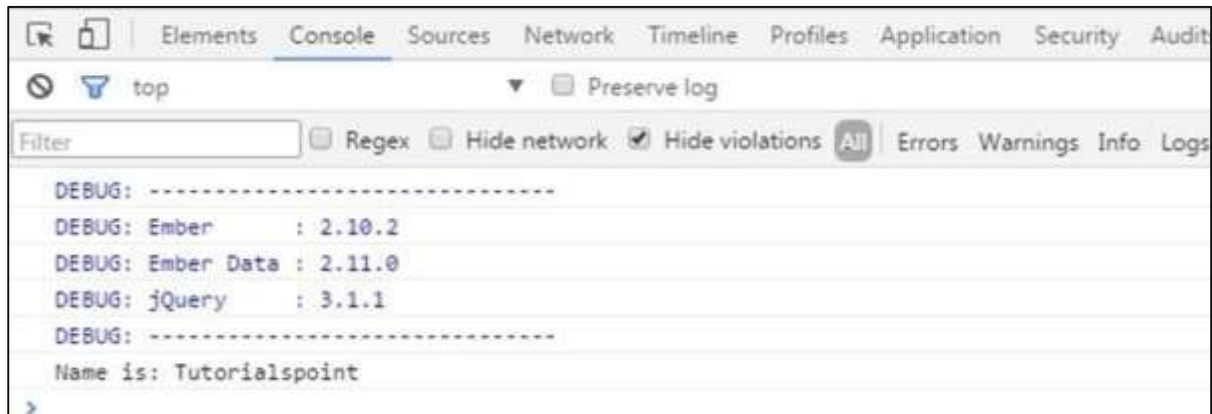 Elements Console Sources Network Timeline Profiles Application Security Audits
top ▼ Preserve log
Filter Regex Hide network Hide violations All Errors Warnings Info Logs
DEBUG: -------------------------------
DEBUG: Ember      : 2.10.2
DEBUG: Ember Data : 2.11.0
DEBUG: jQuery     : 3.1.1
DEBUG: -------------------------------
Name is: Tutorialspoint
>